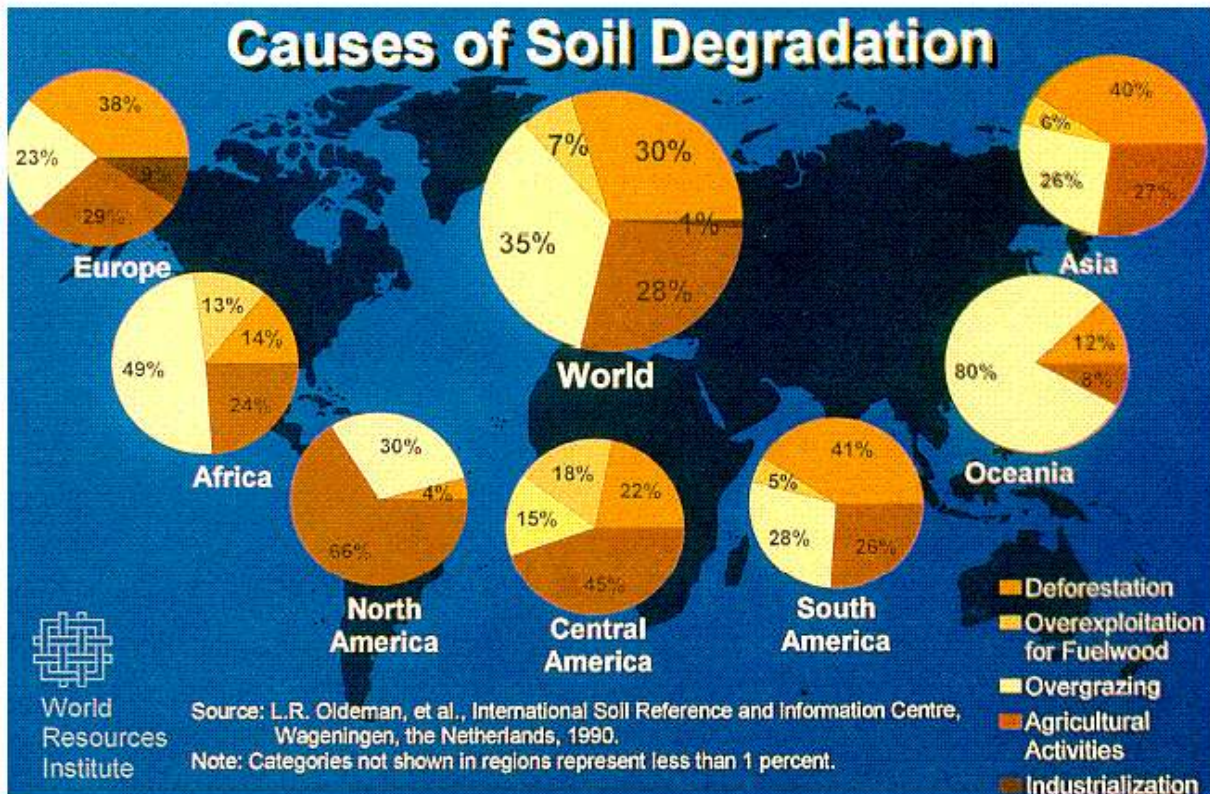 Causes of Soil Degradation
38%
23%
9%
29%
Europe
7%
30%
1%
35%
28%
World
40%
6%
26%
27%
Asia
13%
14%
49%
24%
Africa
12%
80%
8%
Oceania
30%
4%
66%
North
America
18%
22%
15%
45%
Central
America
41%
5%
28%
26%
South
America
Deforestation
Overexploitation
for Fuelwood
Overgrazing
Agricultural
Activities
Industrialization
World
Resources
Institute
Source: L.R. Oldeman, et al., International Soil Reference and Information Centre,
Wageningen, the Netherlands, 1990.
Note: Categories not shown in regions represent less than 1 percent.